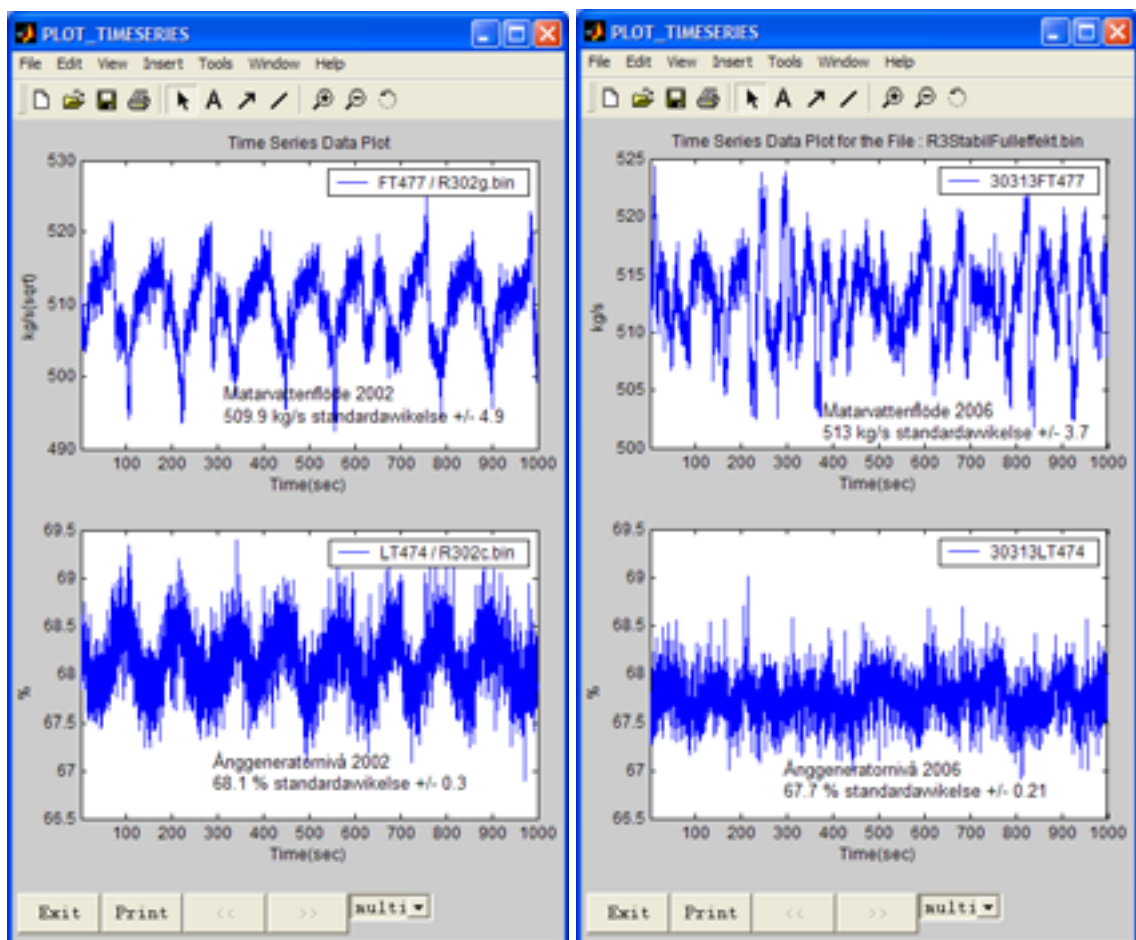 PLOT_TIMESERIES
File Edit View Insert Tools Window Help
A
Time Series Data Plot
530
520
510
500
490
kg/s(sqrt)
FT477 / R302g.bin
Matarvattenflöde 2002
509.9 kg/s standardavvikelse +/- 4.9
100 200 300 400 500 600 700 800 900 1000
Time(sec)
69.5
69
68.5
68
67.5
67
66.5
%
LT474 / R302c.bin
Ånggeneratornivå 2002
68.1 % standardavvikelse +/- 0.3
100 200 300 400 500 600 700 800 900 1000
Time(sec)
Exit Print << >> multi
PLOT_TIMESERIES
File Edit View Insert Tools Window Help
A
Time Series Data Plot for the File : R3StabilFulleffekt.bin
525
520
515
510
505
500
kg/s
30313FT477
Matarvattenflöde 2006
513 kg/s standardavvikelse +/- 3.7
100 200 300 400 500 600 700 800 900 1000
Time(sec)
69.5
69
68.5
68
67.5
67
66.5
%
30313LT474
Ånggeneratornivå 2006
67.7 % standardavvikelse +/- 0.21
100 200 300 400 500 600 700 800 900 1000
Time(sec)
Exit Print << >> multi